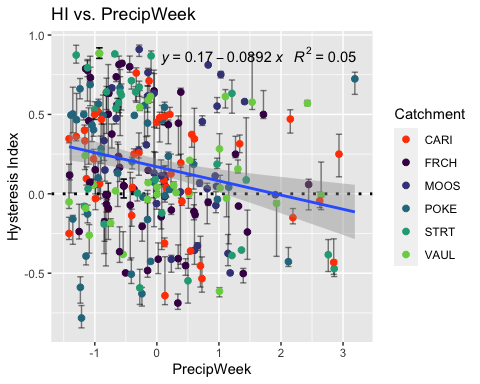 HI vs. PrecipWeek
y = 0.17 − 0.0892 x R² = 0.05
1.0
0.5
0.0
-0.5
Hysteresis Index
-1 0 1 2 3
PrecipWeek
Catchment
CARI
FRCH
MOOS
POKE
STRT
VAUL